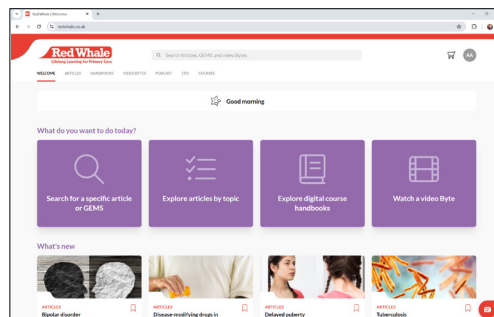 Red Whale | Welcome
redwhale.co.uk
Red Whale
Lifelong Learning for Primary Care
Search Articles, GEMS, and video Bytes
AA
WELCOME ARTICLES HANDBOOKS VIDEO BYTES PODCAST CPD COURSES
Good morning
What do you want to do today?
Search for a specific article
or GEMS
Explore articles by topic
Explore digital course
handbooks
Watch a video Byte
What's new
ARTICLES
Bipolar disorder
ARTICLES
Disease-modifying drugs in
ARTICLES
Delayed puberty
ARTICLES
Tuberculosis